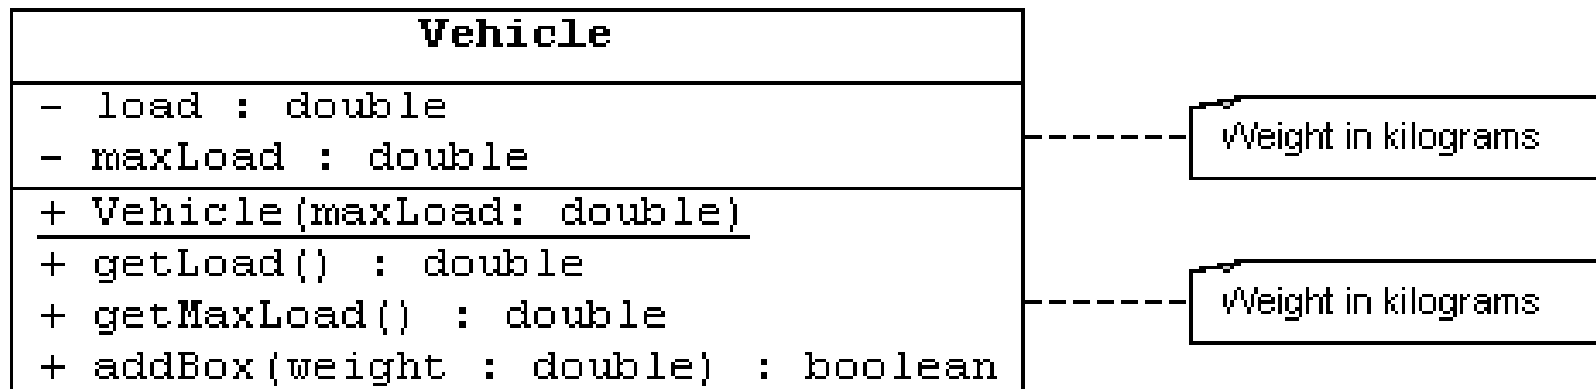 Vehicle
- load : double
- maxLoad : double
Weight in kilograms
+ Vehicle(maxLoad: double)
+ getLoad() : double
+ getMaxLoad() : double
+ addBox(weight : double) : boolean
Weight in kilograms